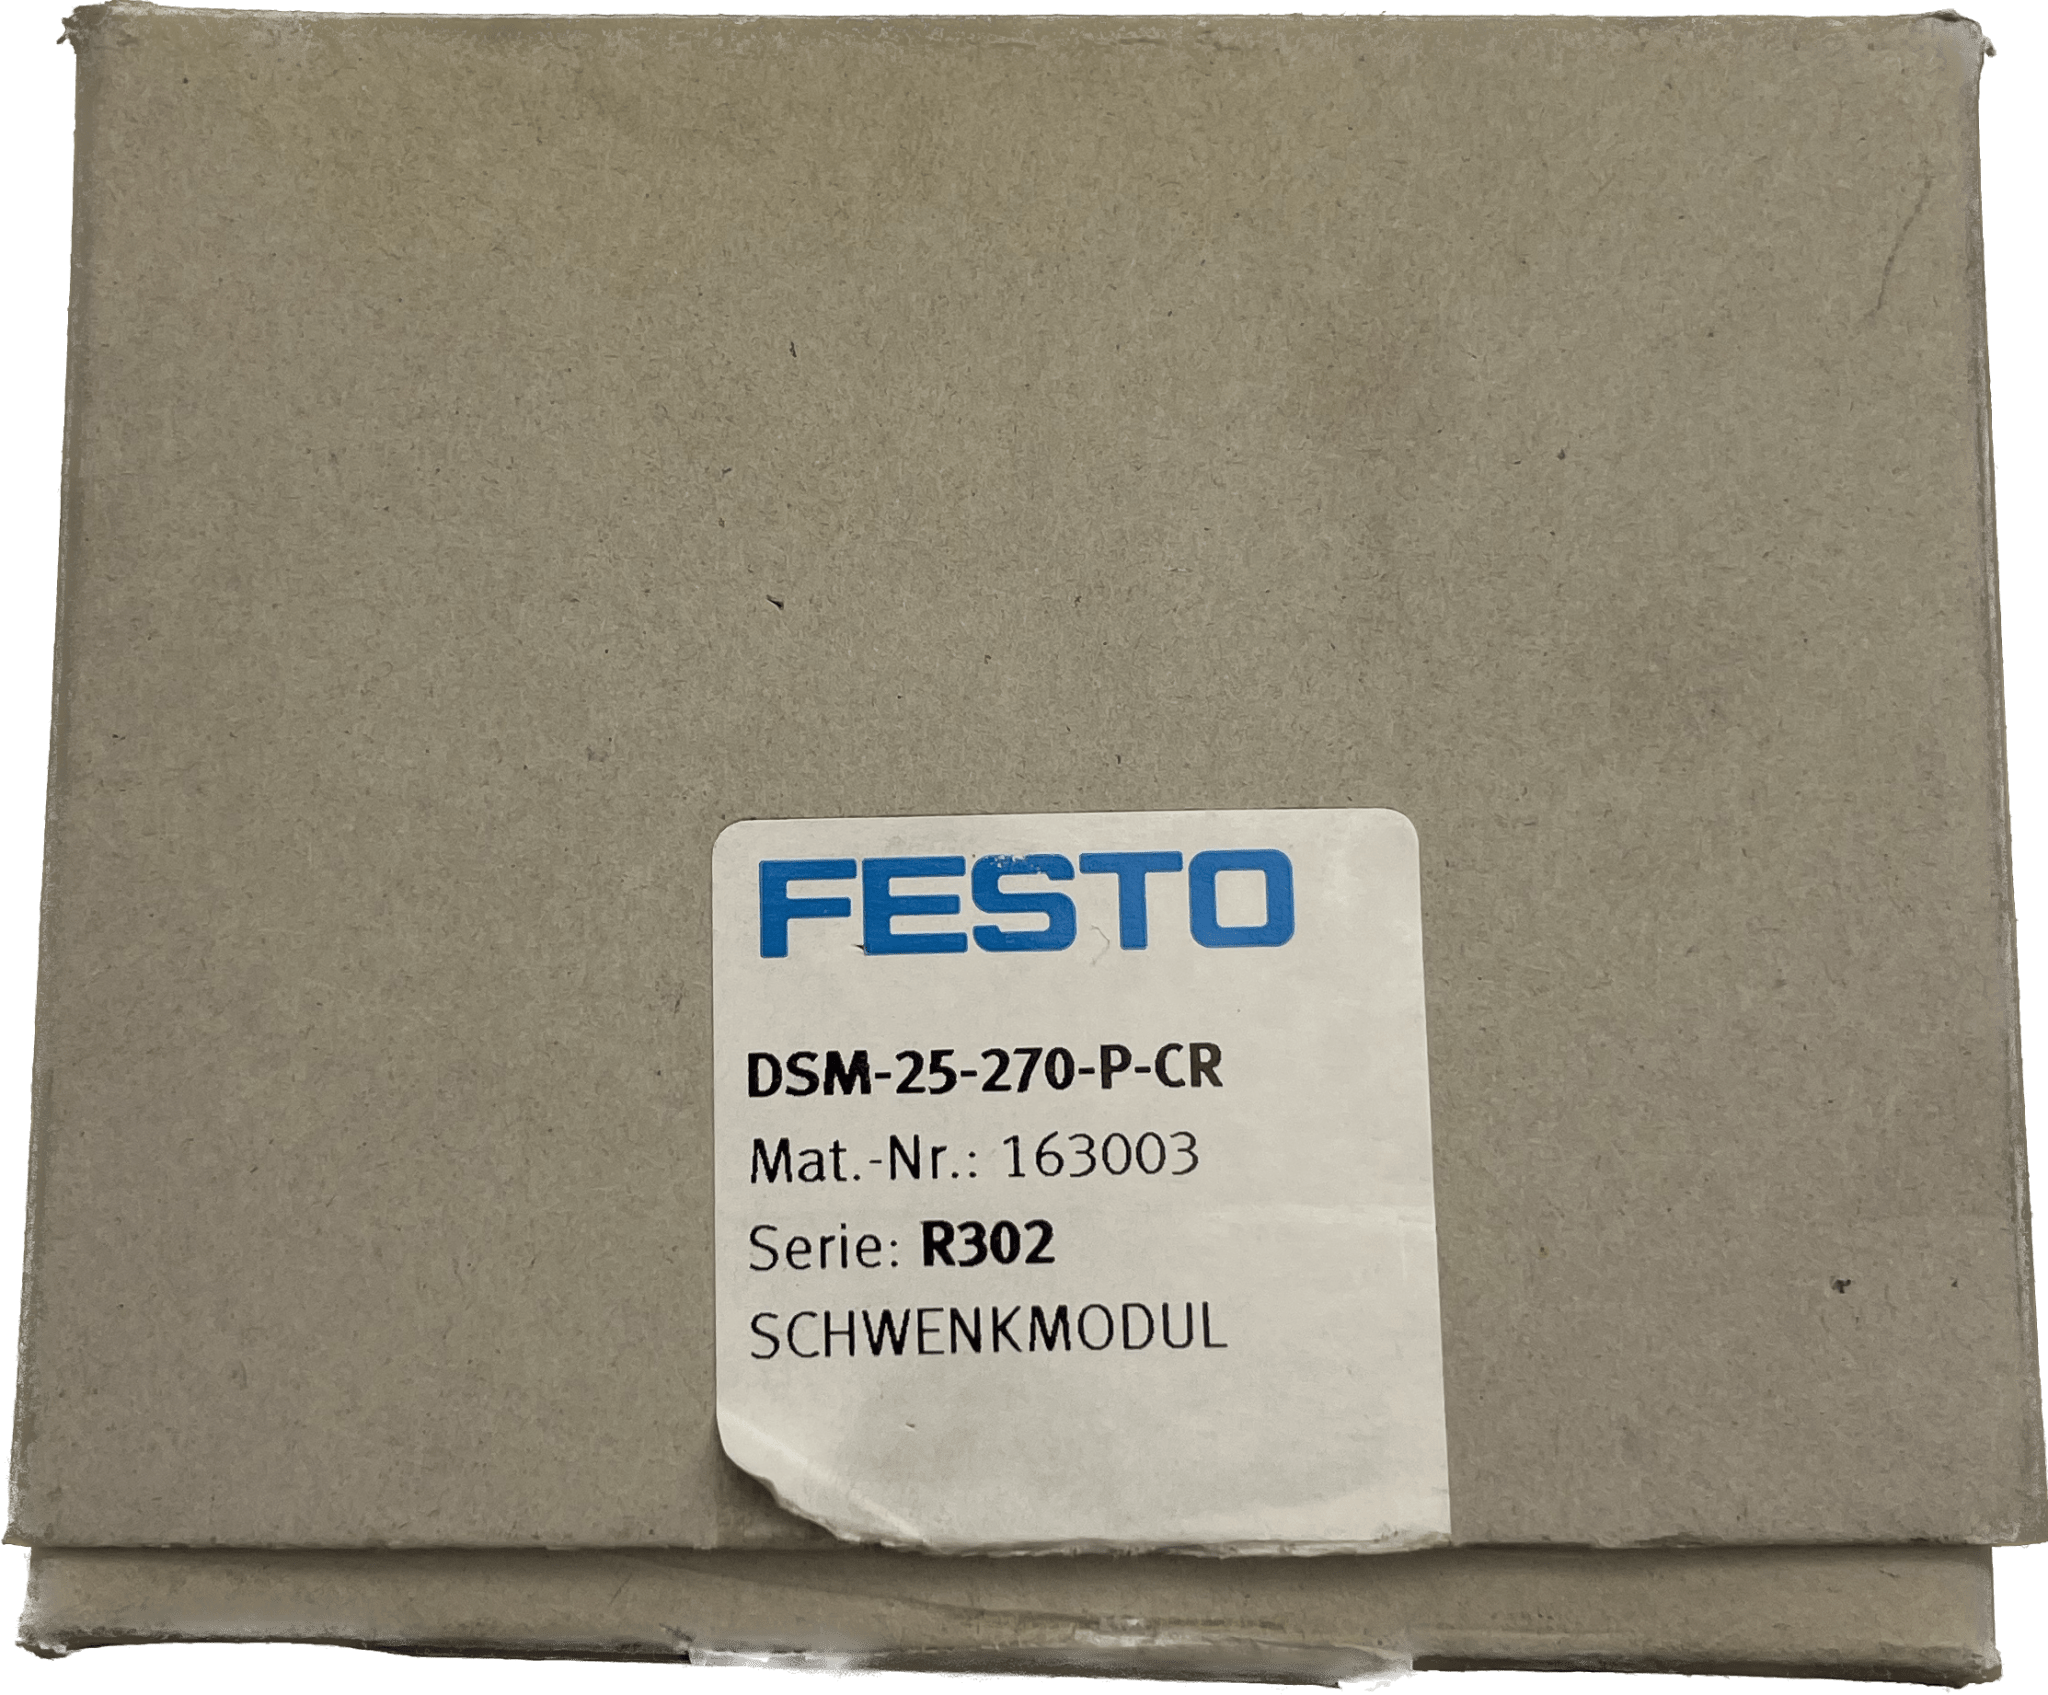 FESTO
DSM-25-270-P-CR
Mat.-Nr.: 163003
Serie: R302
SCHWENKMODUL